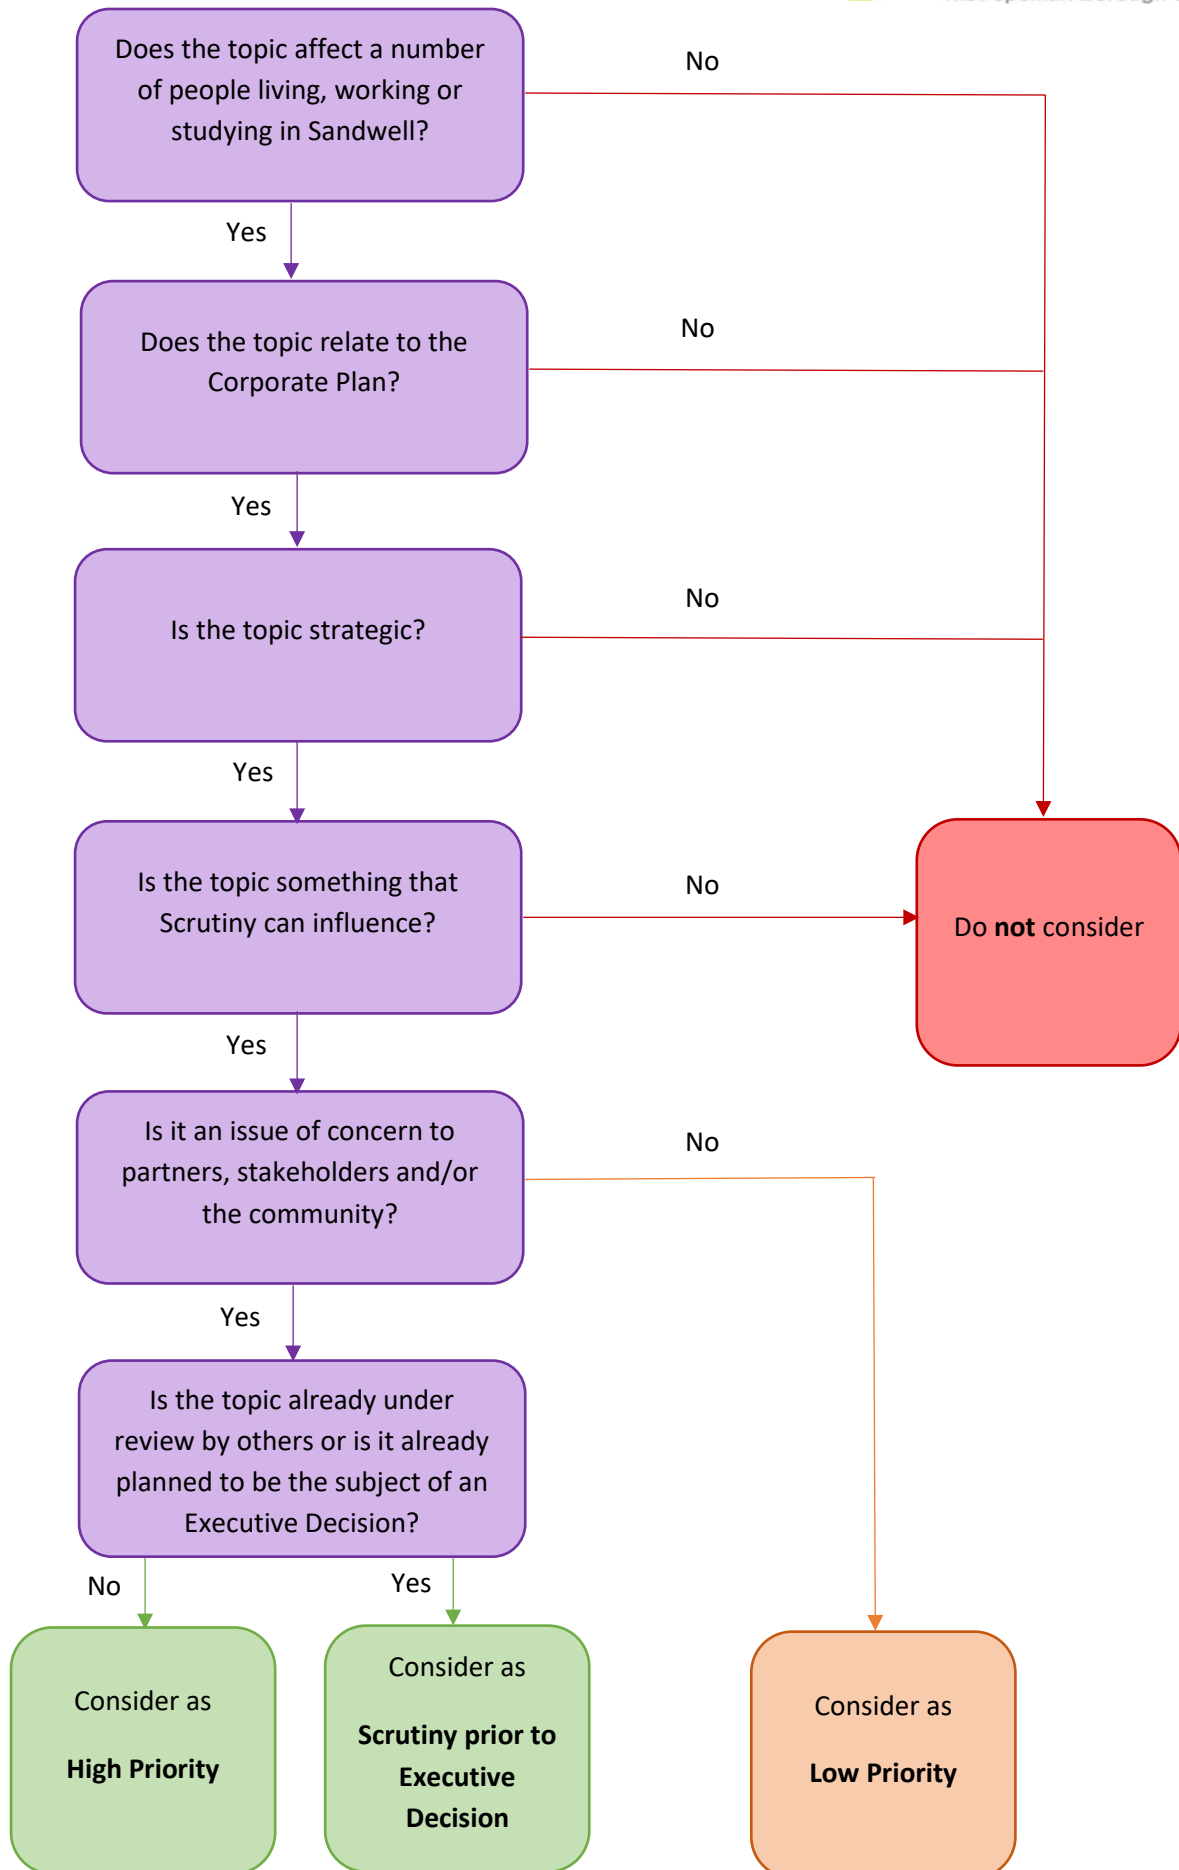 Does the topic affect a number
of people living, working or
studying in Sandwell?
No
Yes
Does the topic relate to the
Corporate Plan?
No
Yes
Is the topic strategic?
No
Yes
Is the topic something that
Scrutiny can influence?
No
Do not consider
Yes
Is it an issue of concern to
partners, stakeholders and/or
the community?
No
Yes
Is the topic already under
review by others or is it already
planned to be the subject of an
Executive Decision?
No
Yes
Consider as
High Priority
Consider as
Scrutiny prior to
Executive
Decision
Consider as
Low Priority